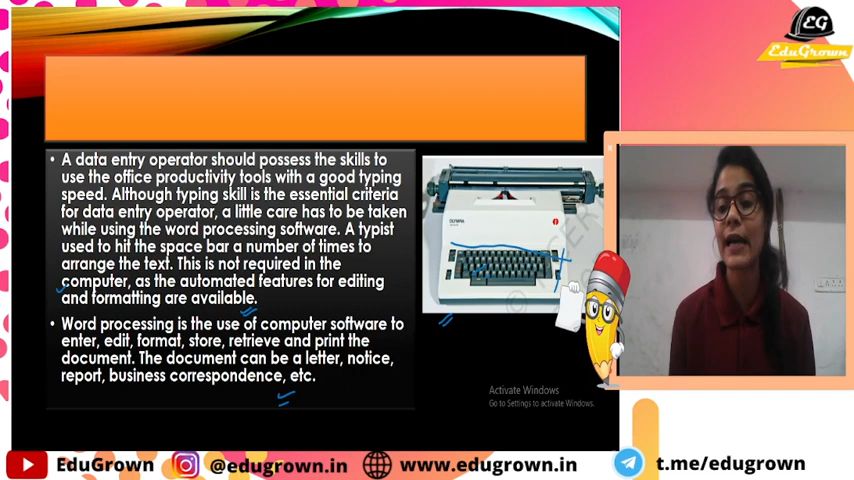 EG
EduGrown
• A data entry operator should possess the skills to
use the office productivity tools with a good typing
speed. Although typing skill is the essential criteria
for data entry operator, a little care has to be taken
while using the word processing software. A typist
used to hit the space bar a number of times to
arrange the text. This is not required in the
computer, as the automated features for editing
and formatting are available.
• Word processing is the use of computer software to
enter, edit, format, store, retrieve and print the
document. The document can be a letter, notice,
report, business correspondence, etc.
OLYMPIA
x
Activate Windows
Go to Settings to activate Windows.
EduGrown
@edugrown.in
www.edugrown.in
t.me/edugrown